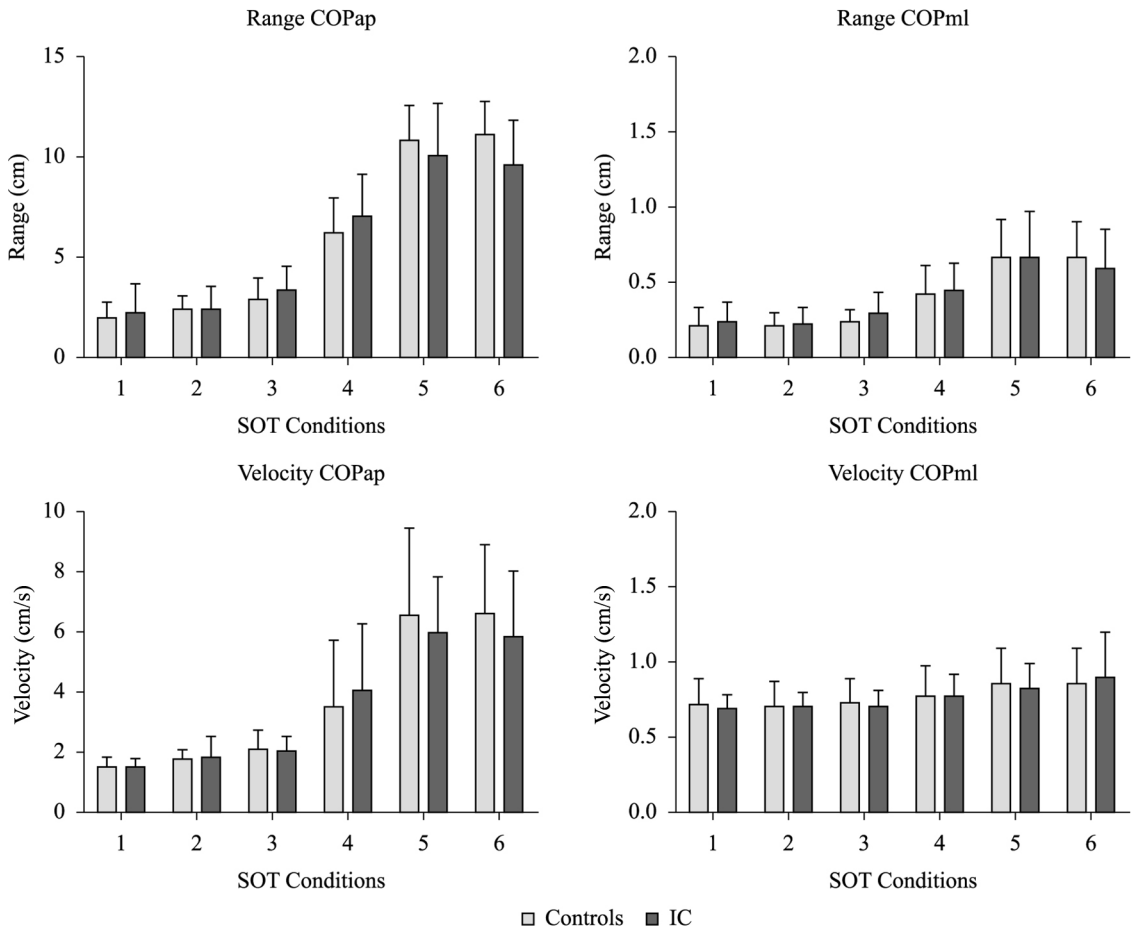 Range COPap
Range (cm)
15
10
5
0
1 2 3 4 5 6
SOT Conditions
Range COPml
Range (cm)
2.0
1.5
1.0
0.5
0.0
1 2 3 4 5 6
SOT Conditions
Velocity COPap
Velocity (cm/s)
10
8
6
4
2
0
1 2 3 4 5 6
SOT Conditions
Velocity COPml
Velocity (cm/s)
2.0
1.5
1.0
0.5
0.0
1 2 3 4 5 6
SOT Conditions
Controls IC